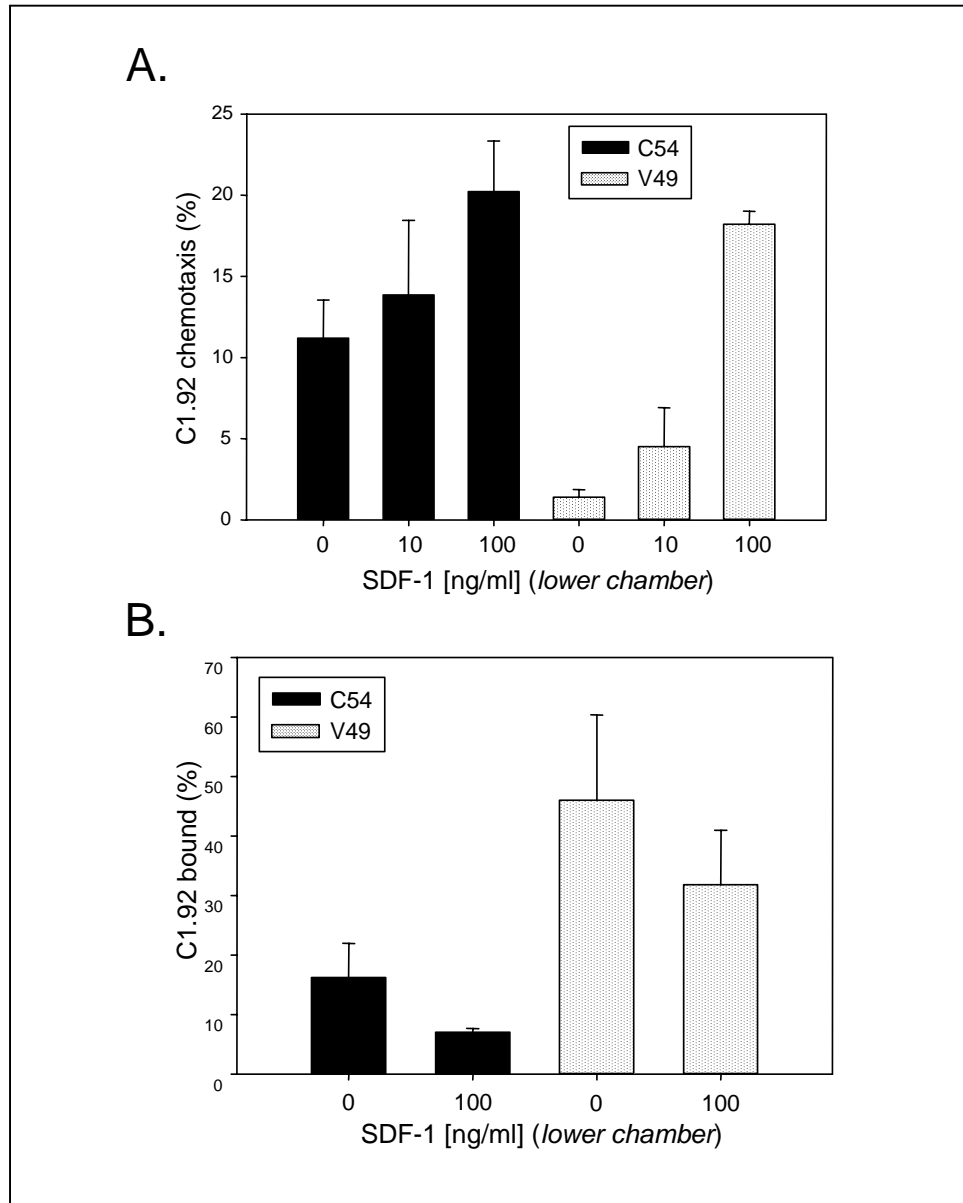 A.
25
20
15
10
5
0
C1.92 chemotaxis (%)
C54
V49
0 10 100 0 10 100
SDF-1 [ng/ml] (lower chamber)
B.
70
60
50
40
30
20
10
0
C1.92 bound (%)
C54
V49
0 100 0 100
SDF-1 [ng/ml] (lower chamber)